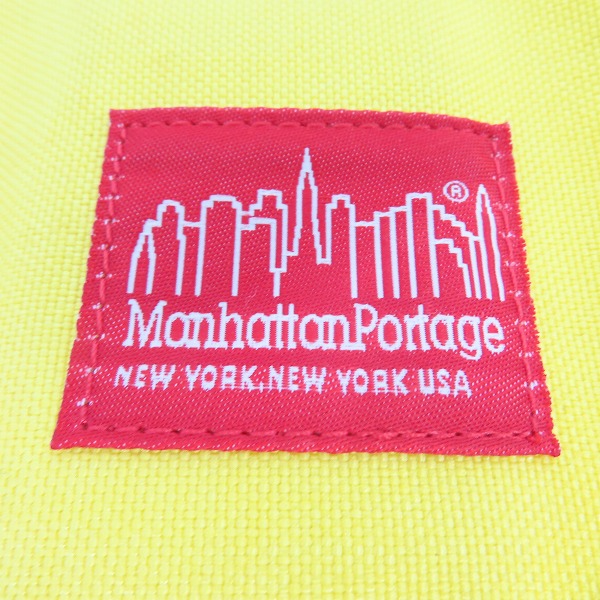 ®
ManhattanPortage
NEW YORK, NEW YORK USA